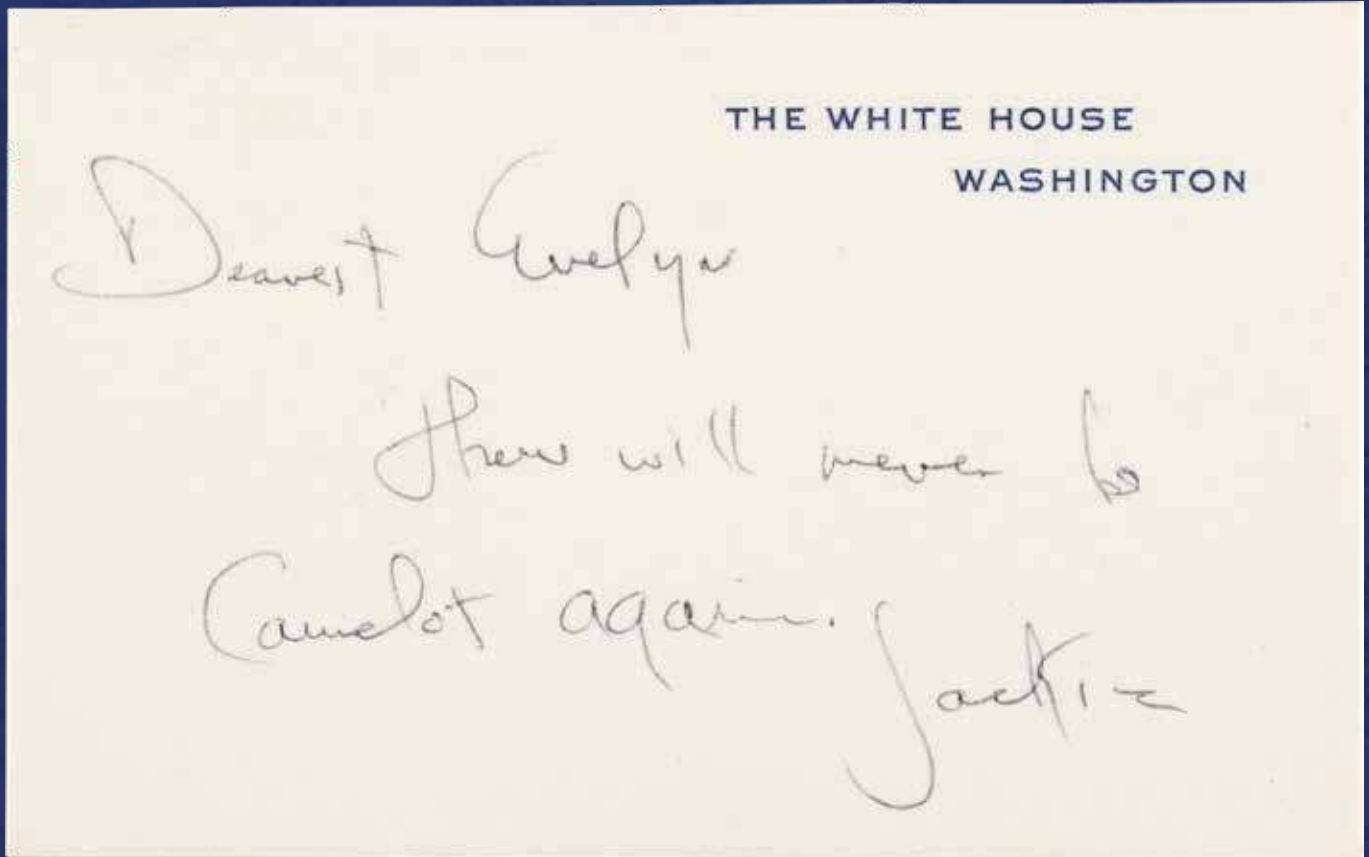 THE WHITE HOUSE
WASHINGTON
Dearest Evelyn
there will never be
Camelot again.
Jackie